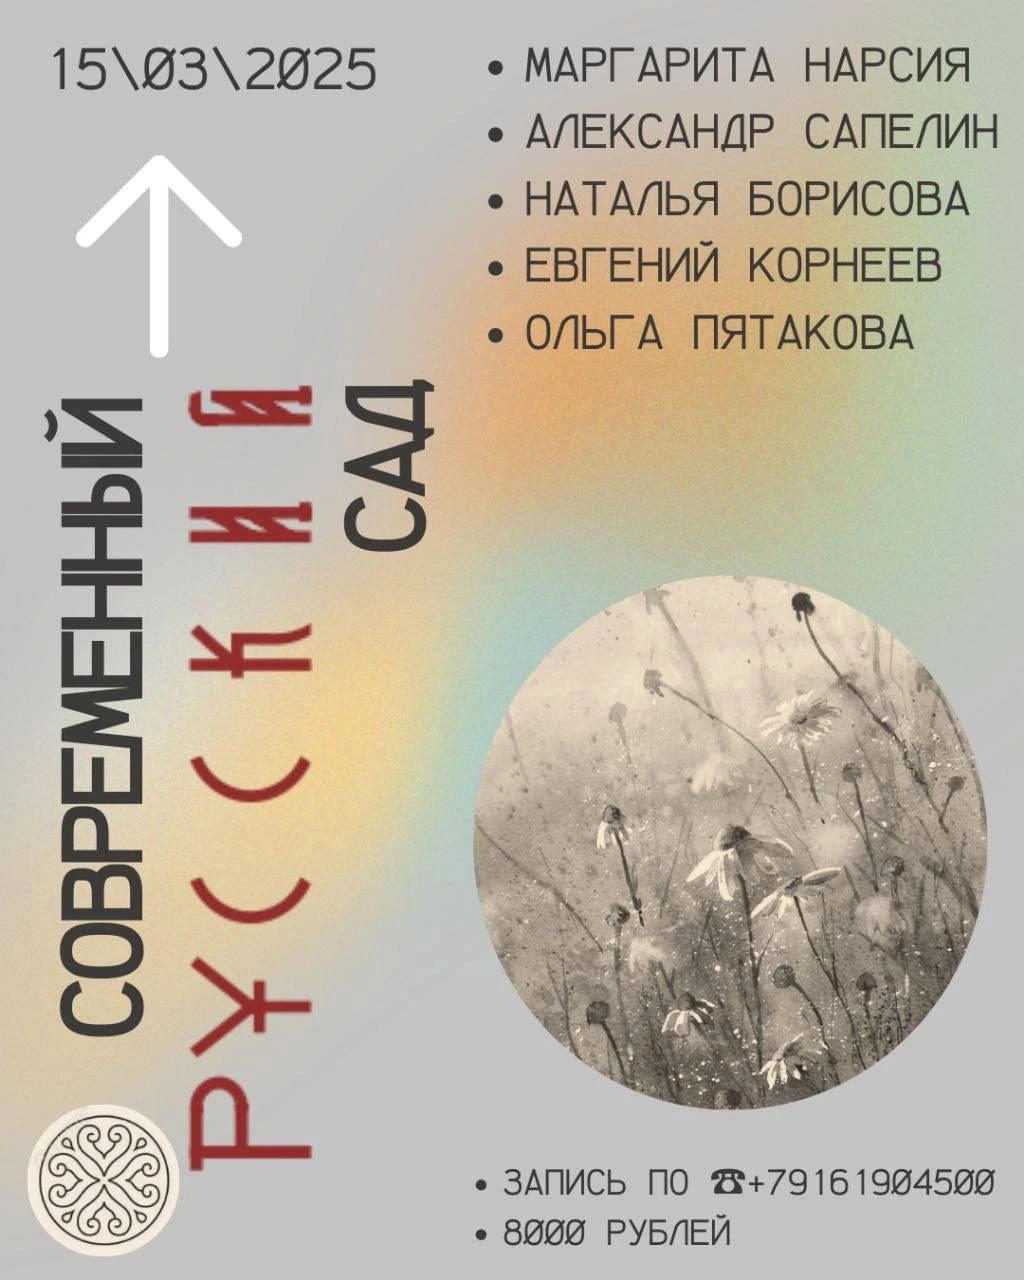 15\03\2025
• МАРГАРИТА НАРСИЯ
• АЛЕКСАНДР САПЕЛИН
• НАТАЛЬЯ БОРИСОВА
• ЕВГЕНИЙ КОРНЕЕВ
• ОЛЬГА ПЯТАКОВА
СОВРЕМЕННЫЙ
РУССКИЙ
САД
• ЗАПИСЬ ПО ☎+79161904500
• 8000 РУБЛЕЙ